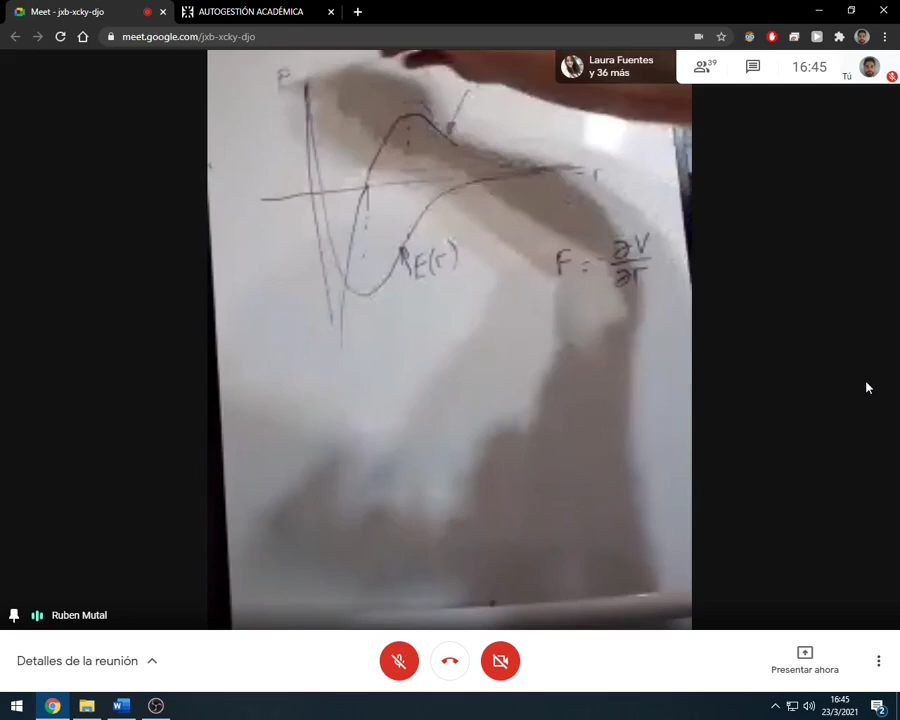 Meet - jxb-xcky-djo
AUTOGESTIÓN ACADÉMICA
meet.google.com/jxb-xcky-djo
Laura Fuentes
y 36 más
39
16:45
Tú
r
E(r)
F = -∂V/∂r
Ruben Mutal
Detalles de la reunión
Presentar ahora
16:45
23/3/2021
2